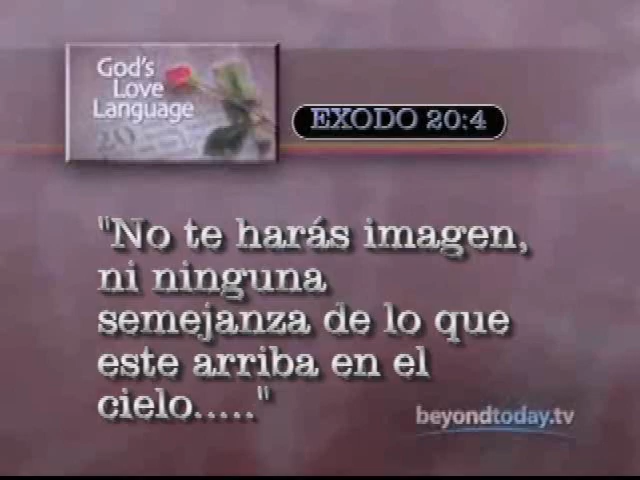 God's
Love
Language
20
EXODO 20:4
"No te harás imagen,
ni ninguna
semejanza de lo que
este arriba en el
cielo....."
beyondtoday.tv